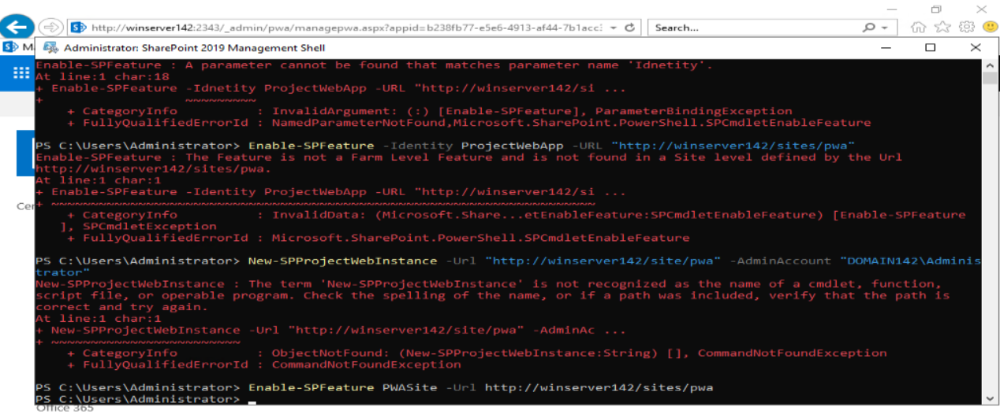 http://winserver142:2343/_admin/pwa/managepwa.aspx?appid=b238fb77-e5e6-4913-af44-7b1acc
Search...
M
Administrator: SharePoint 2019 Management Shell
Enable-SPFeature : A parameter cannot be found that matches parameter name 'Idnetity'.
At line:1 char:18
+ Enable-SPFeature -Idnetity ProjectWebApp -URL "http://winserver142/si ...
+                  ~~~~~~~~~
    + CategoryInfo          : InvalidArgument: (:) [Enable-SPFeature], ParameterBindingException
    + FullyQualifiedErrorId : NamedParameterNotFound,Microsoft.SharePoint.PowerShell.SPCmdletEnableFeature
PS C:\Users\Administrator> Enable-SPFeature -Identity ProjectWebApp -URL "http://winserver142/sites/pwa"
Enable-SPFeature : The Feature is not a Farm Level Feature and is not found in a Site level defined by the Url
http://winserver142/sites/pwa.
At line:1 char:1
+ Enable-SPFeature -Identity ProjectWebApp -URL "http://winserver142/si ...
+ ~~~~~~~~~~~~~~~~~~~~~~~~~~~~~~~~~~~~~~~~~~~~~~~~~~~~~~~~~~~~~~~~~~~~~
    + CategoryInfo          : InvalidData: (Microsoft.Share...etEnableFeature:SPCmdletEnableFeature) [Enable-SPFeature
   ], SPCmdletException
    + FullyQualifiedErrorId : Microsoft.SharePoint.PowerShell.SPCmdletEnableFeature
Cer
PS C:\Users\Administrator> New-SPProjectWebInstance -Url "http://winserver142/site/pwa" -AdminAccount "DOMAIN142\Adminis
trator"
New-SPProjectWebInstance : The term 'New-SPProjectWebInstance' is not recognized as the name of a cmdlet, function,
script file, or operable program. Check the spelling of the name, or if a path was included, verify that the path is
correct and try again.
At line:1 char:1
+ New-SPProjectWebInstance -Url "http://winserver142/site/pwa" -AdminAc ...
+ ~~~~~~~~~~~~~~~~~~~~~~~~
    + CategoryInfo          : ObjectNotFound: (New-SPProjectWebInstance:String) [], CommandNotFoundException
    + FullyQualifiedErrorId : CommandNotFoundException
PS C:\Users\Administrator> Enable-SPFeature PWASite -Url http://winserver142/sites/pwa
PS C:\Users\Administrator>
Office 365